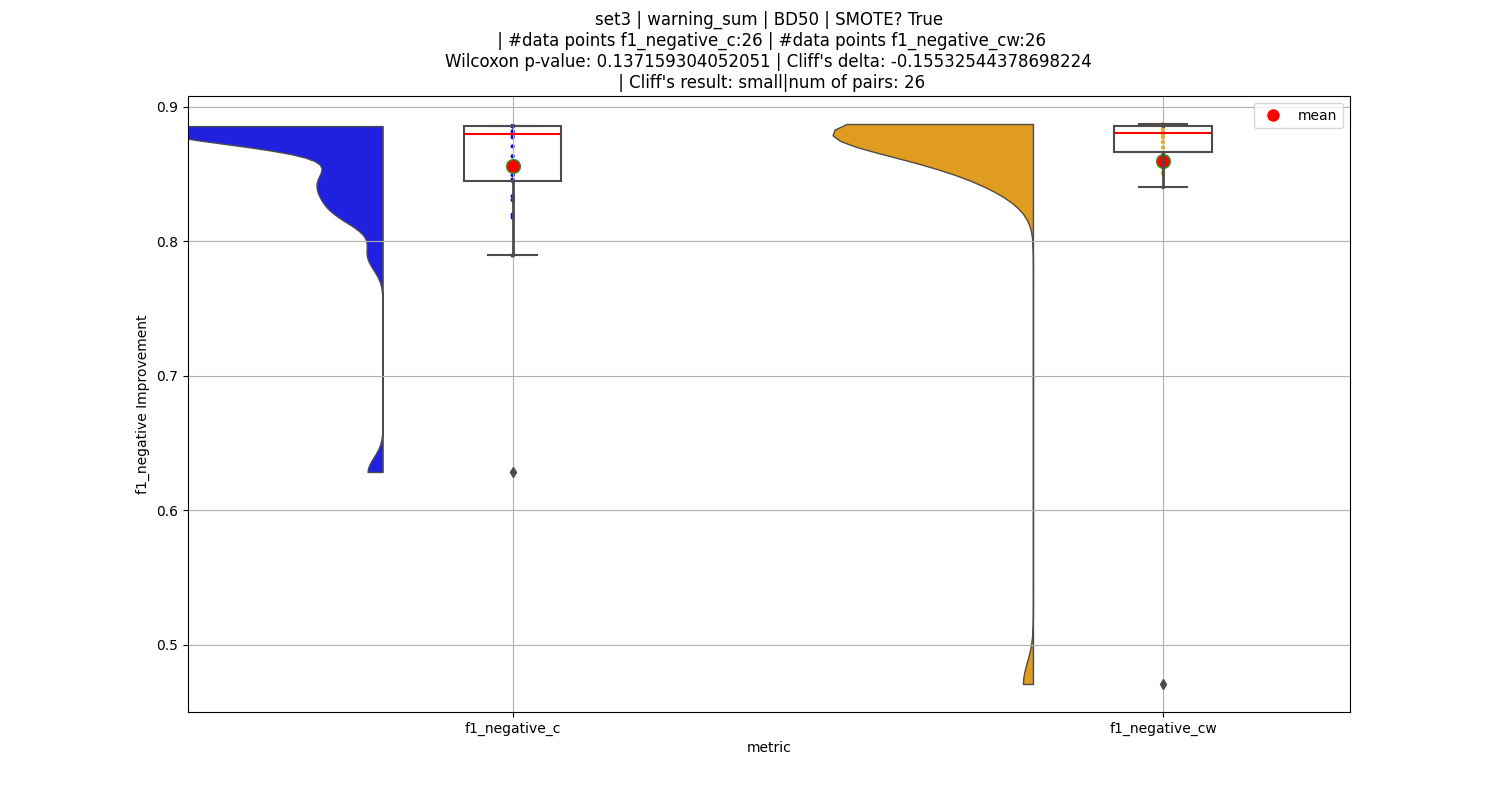 set3 | warning_sum | BD50 | SMOTE? True
| #data points f1_negative_c:26 | #data points f1_negative_cw:26
Wilcoxon p-value: 0.137159304052051 | Cliff's delta: -0.15532544378698224
| Cliff's result: small|num of pairs: 26
mean
0.9
0.8
0.7
0.6
0.5
f1_negative Improvement
f1_negative_c
f1_negative_cw
metric